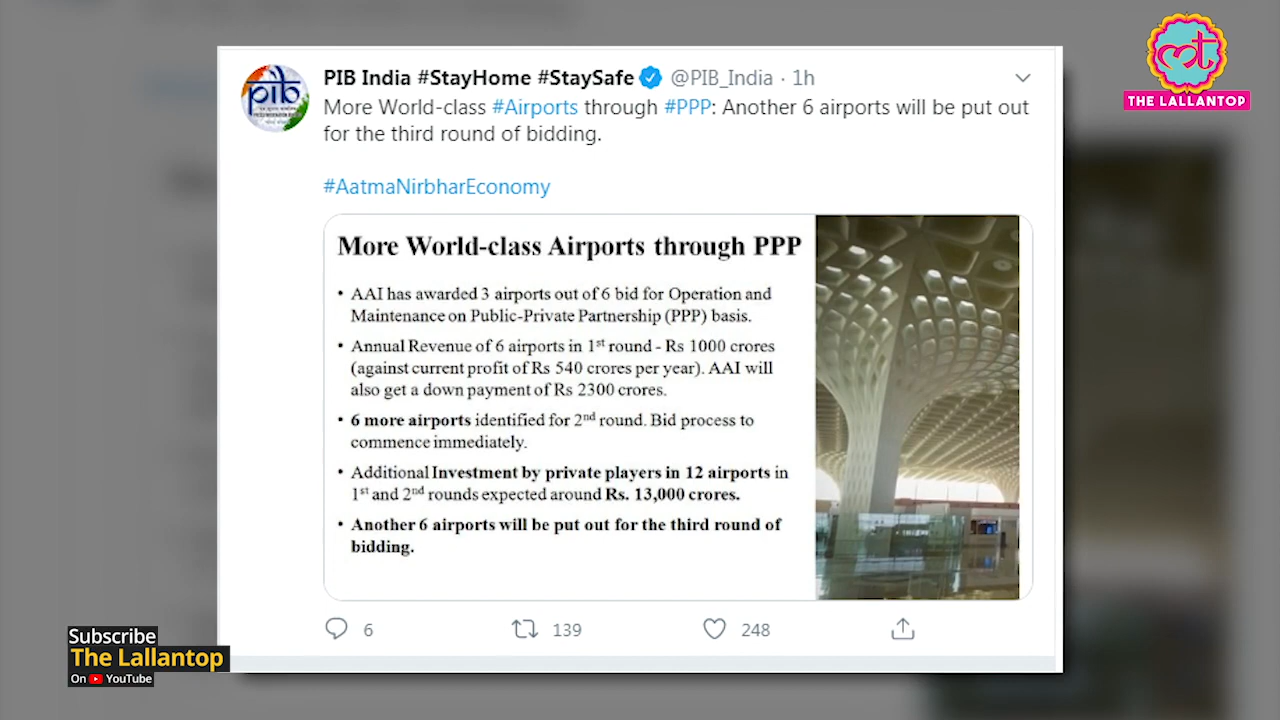 THE LALLANTOP
pib
PIB India #StayHome #StaySafe @PIB_India · 1h
More World-class #Airports through #PPP: Another 6 airports will be put out
for the third round of bidding.
#AatmaNirbharEconomy
More World-class Airports through PPP
• AAI has awarded 3 airports out of 6 bid for Operation and
Maintenance on Public-Private Partnership (PPP) basis.
• Annual Revenue of 6 airports in 1st round - Rs 1000 crores
(against current profit of Rs 540 crores per year). AAI will
also get a down payment of Rs 2300 crores.
• 6 more airports identified for 2nd round. Bid process to
commence immediately.
• Additional Investment by private players in 12 airports in
1st and 2nd rounds expected around Rs. 13,000 crores.
• Another 6 airports will be put out for the third round of
bidding.
6 139 248
Subscribe
The Lallantop
On YouTube